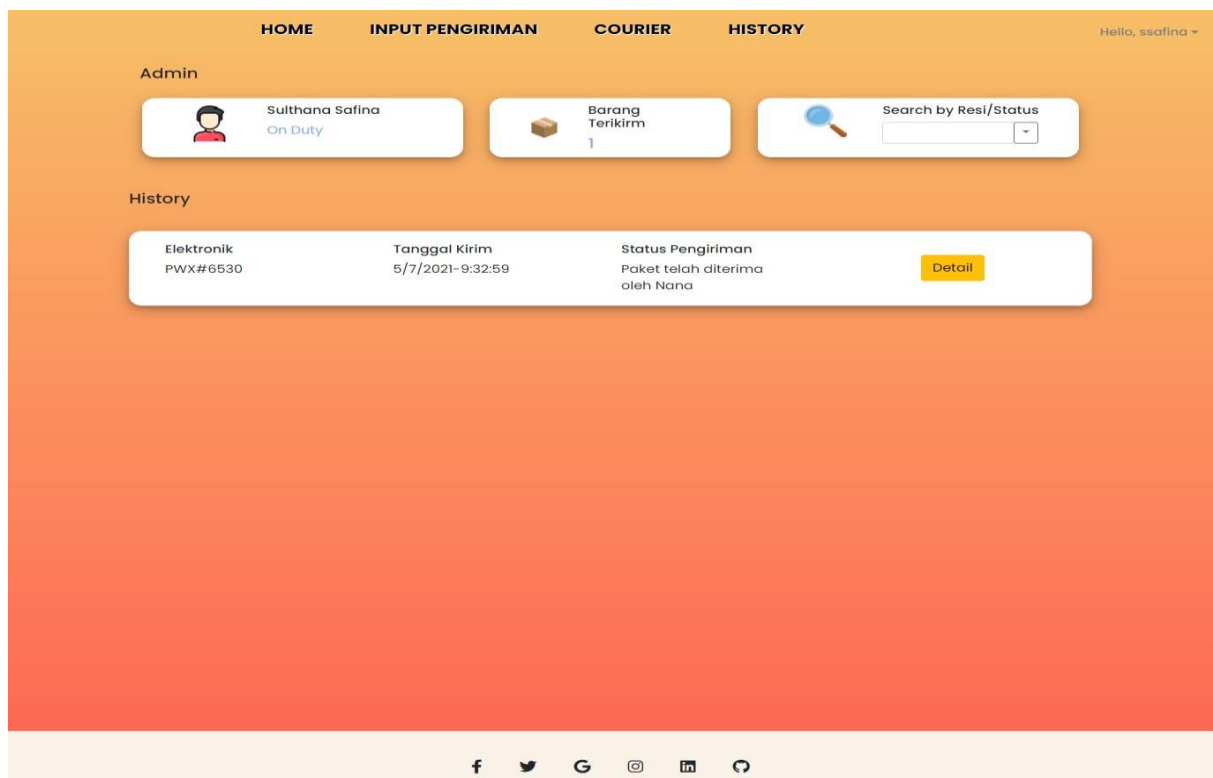 HOME INPUT PENGIRIMAN COURIER HISTORY Hello, ssafina
Admin
Sulthana Safina
On Duty
Barang
Terikirm
1
Search by Resi/Status
History
Elektronik Tanggal Kirim Status Pengiriman
PWX#6530 5/7/2021-9:32:59 Paket telah diterima
oleh Nana
Detail